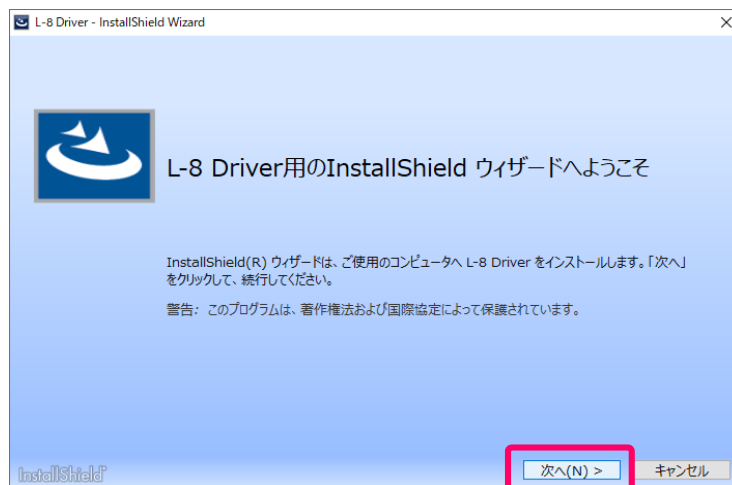 L-8 Driver - InstallShield Wizard
L-8 Driver用のInstallShield ウィザードへようこそ
InstallShield(R) ウィザードは、ご使用のコンピュータへ L-8 Driver をインストールします。「次へ」
をクリックして、続行してください。
警告: このプログラムは、著作権法および国際協定によって保護されています。
InstallShield
次へ(N) >
キャンセル